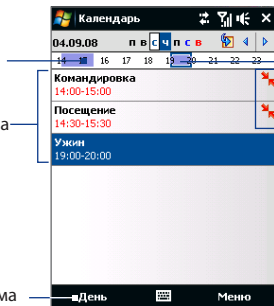 Календарь
04.09.08 п в с ч п с в
14 15 16 17 18 19 20 21 22 23
Командировка
14:00-15:00
Посещение
14:30-15:30
Ужин
19:00-20:00
День Меню